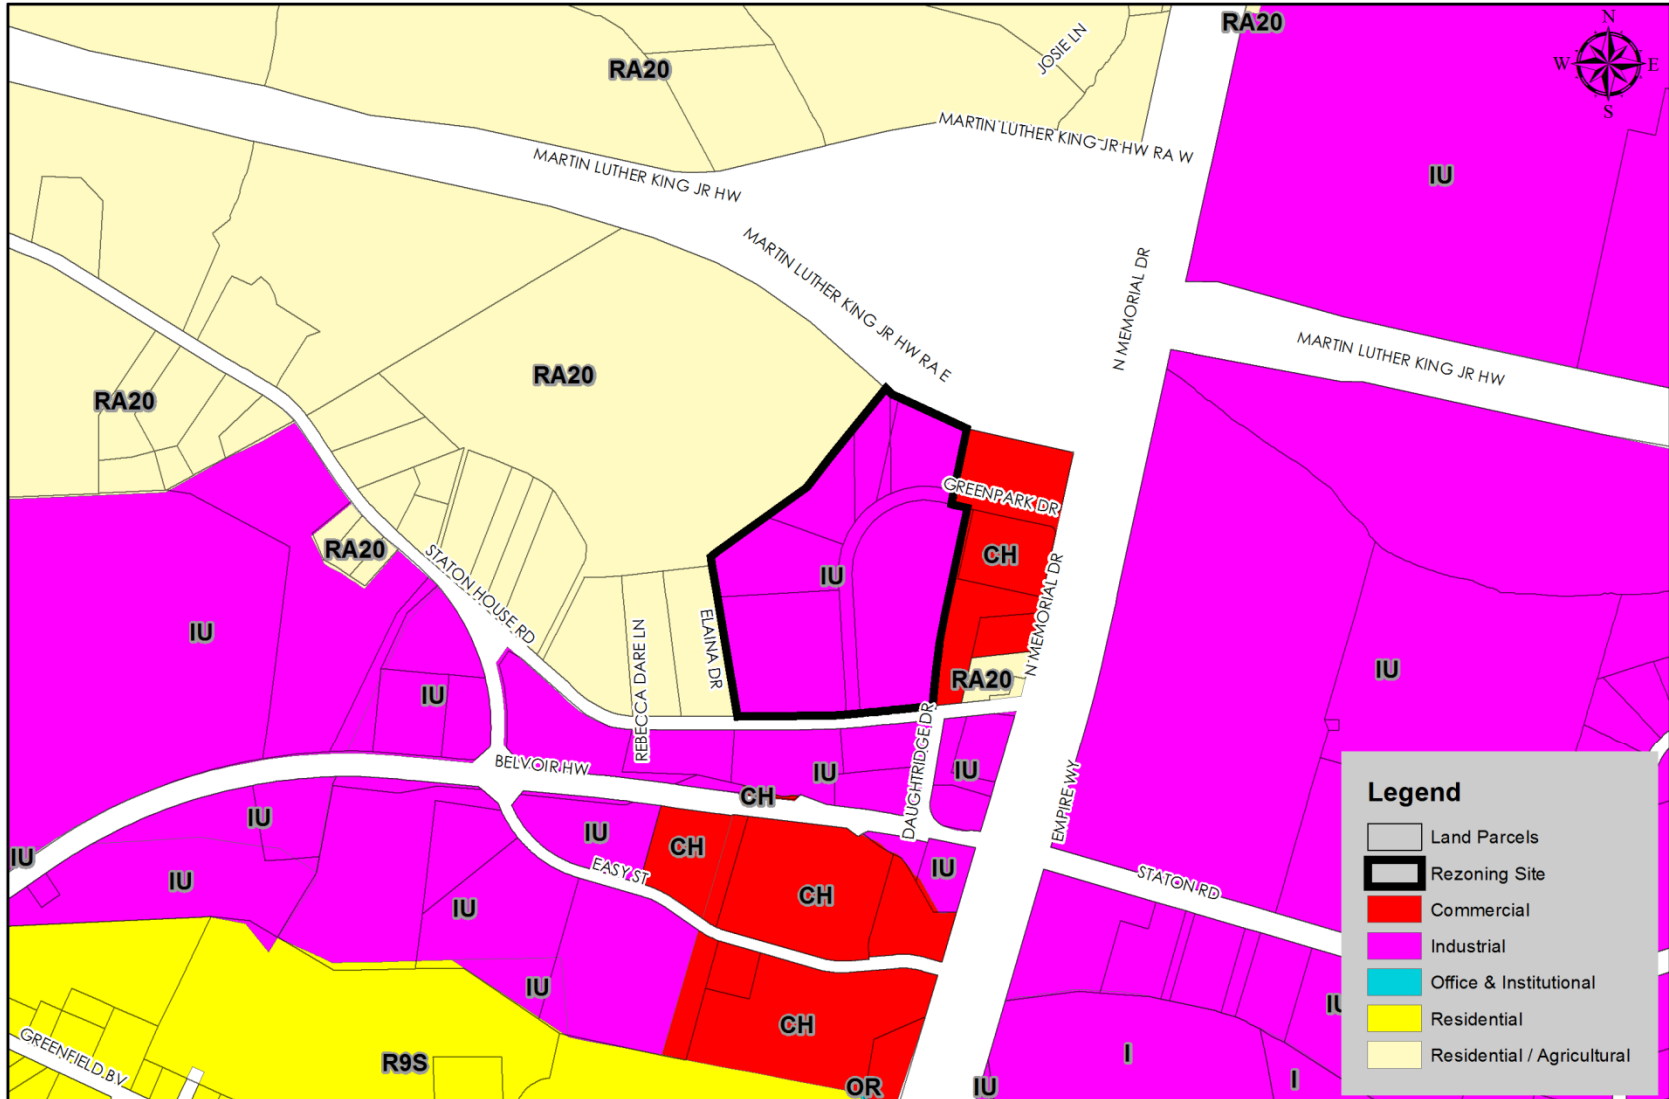 RA20
N
W E
S
JOSIE LN
RA20
MARTIN LUTHER KING JR HW RA W
MARTIN LUTHER KING JR HW
IU
MARTIN LUTHER KING JR HW RA E
N MEMORIAL DR
MARTIN LUTHER KING JR HW
RA20
RA20
GREENPARK DR
RA20
STATON HOUSE RD
CH
IU
N MEMORIAL DR
IU
ELAINA DR
REBECCA DARE LN
RA20
IU
IU
DAUGHTRIDGE DR
BELVOIR HW
IU
IU
CH
EMPIRE WY
IU
IU
CH
IU
IU
EASY ST
IU
STATON RD
IU
CH
IU
IU
CH
IU
I
I
GREENFIELD BV
R9S
OR
IU
Legend
Land Parcels
Rezoning Site
Commercial
Industrial
Office & Institutional
Residential
Residential / Agricultural